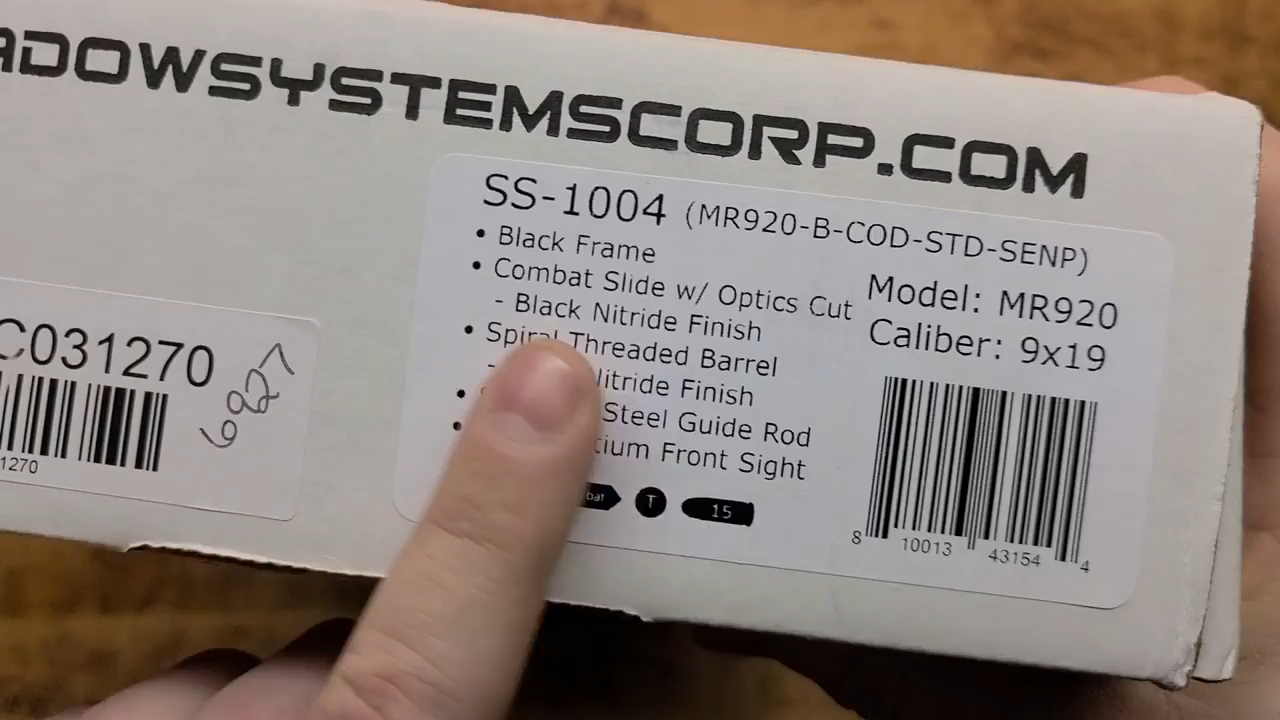 ADOWSYSTEMSCORP.COM
SS-1004 (MR920-B-COD-STD-SENP)
• Black Frame
• Combat Slide w/ Optics Cut
- Black Nitride Finish
• Spiral Threaded Barrel
- Nitride Finish
• Steel Guide Rod
• Front Sight
T 15
Model: MR920
Caliber: 9x19
8 10013 43154 4
C031270
1270
6927